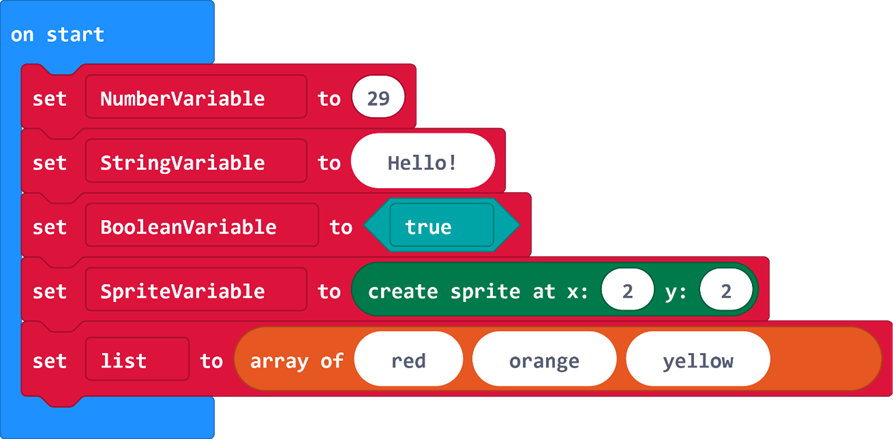 on start
set NumberVariable to 29
set StringVariable to Hello!
set BooleanVariable to true
set SpriteVariable to create sprite at x: 2 y: 2
set list to array of red orange yellow